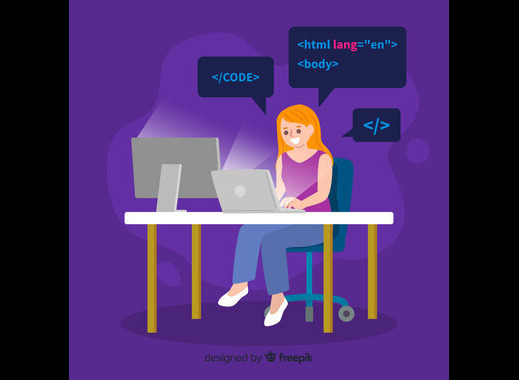 <html lang="en">
<body>
</CODE>
</>
designed by freepik